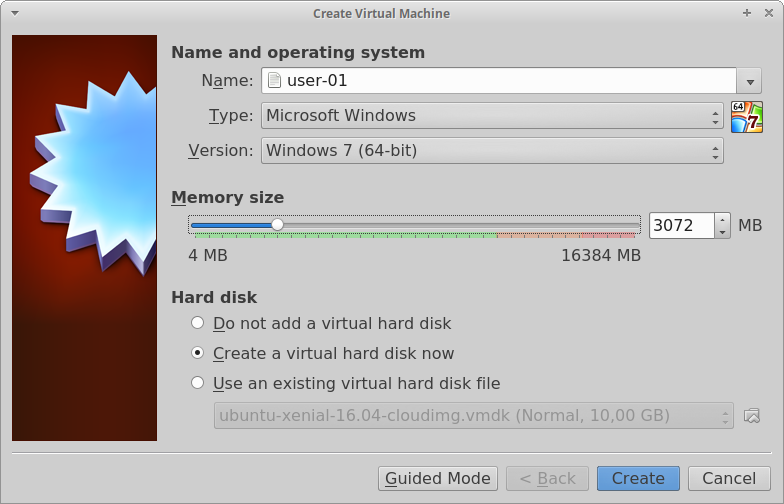 Create Virtual Machine
Name and operating system
Name: user-01
Type: Microsoft Windows
64
7
Version: Windows 7 (64-bit)
Memory size
3072 MB
4 MB 16384 MB
Hard disk
Do not add a virtual hard disk
Create a virtual hard disk now
Use an existing virtual hard disk file
ubuntu-xenial-16.04-cloudimg.vmdk (Normal, 10,00 GB)
Guided Mode < Back Create Cancel